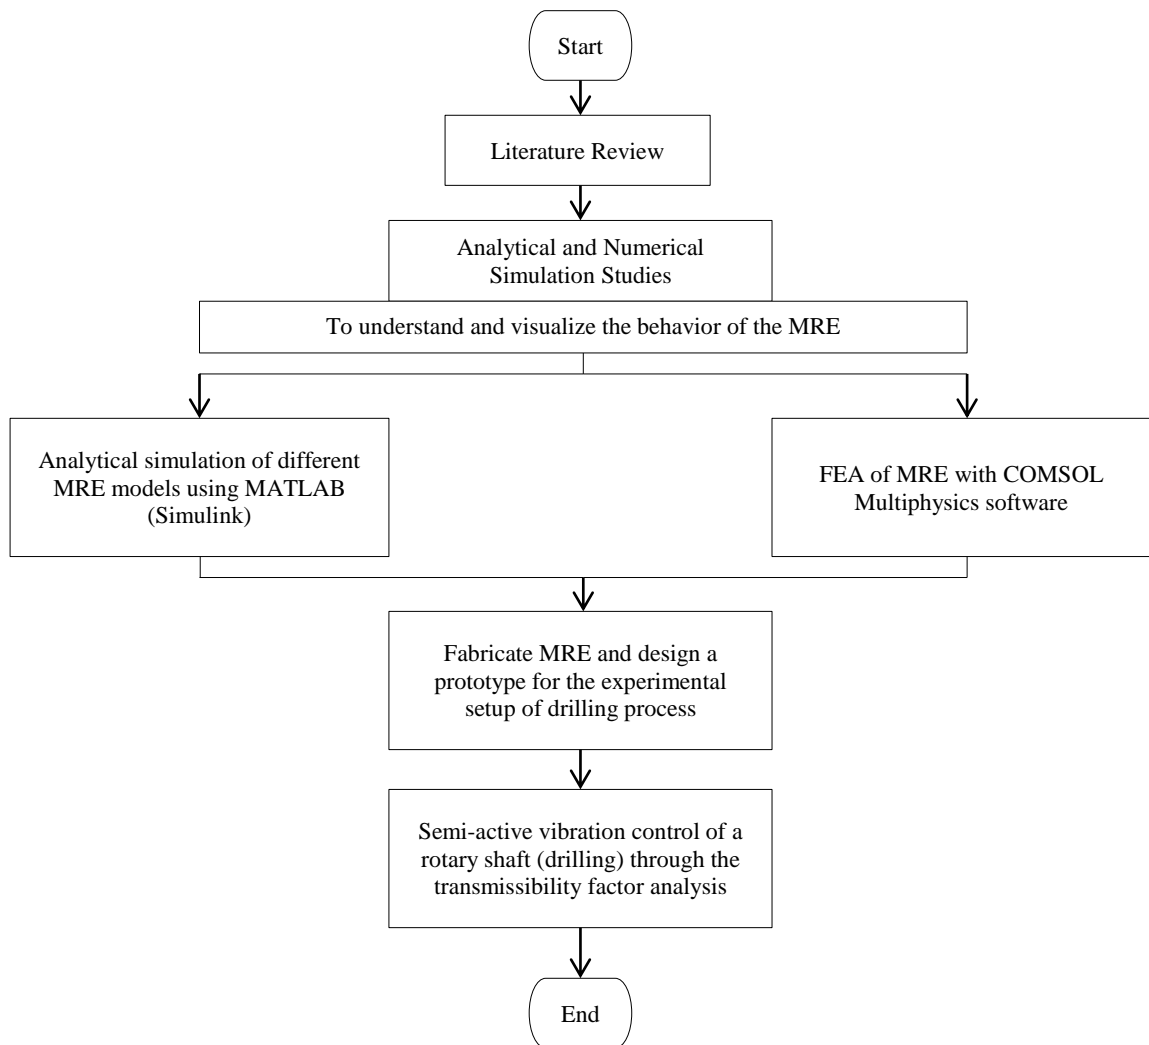 Start
Literature Review
Analytical and Numerical
Simulation Studies
To understand and visualize the behavior of the MRE
Analytical simulation of different
MRE models using MATLAB
(Simulink)
FEA of MRE with COMSOL
Multiphysics software
Fabricate MRE and design a
prototype for the experimental
setup of drilling process
Semi-active vibration control of a
rotary shaft (drilling) through the
transmissibility factor analysis
End